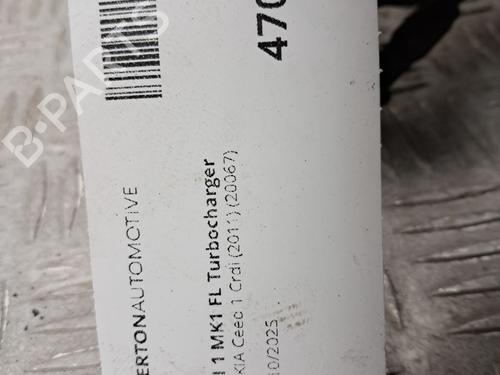 470
ERTONAUTOMOTIVE
1 MK1 FL Turbocharger
KIA Ceed 1 Crdi (2011) (20067)
10/2025
B-PARTS